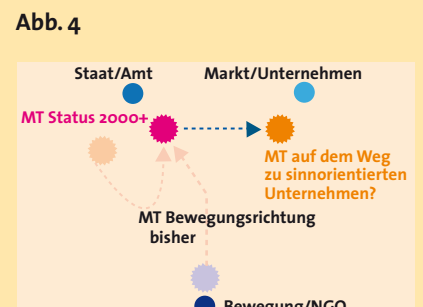 Abb. 4
Staat/Amt
Markt/Unternehmen
MT Status 2000+
MT auf dem Weg
zu sinnorientierten
Unternehmen?
MT Bewegungsrichtung
bisher
Bewegung/NGO